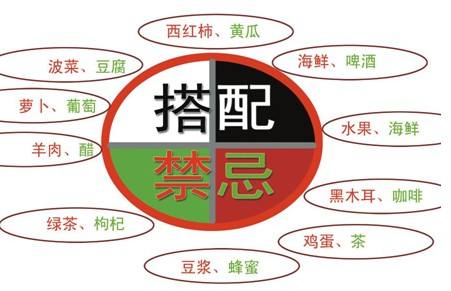 西红柿、黄瓜
菠菜、豆腐
海鲜、啤酒
萝卜、葡萄
搭配
水果、海鲜
羊肉、醋
禁忌
黑木耳、咖啡
绿茶、枸杞
鸡蛋、茶
豆浆、蜂蜜